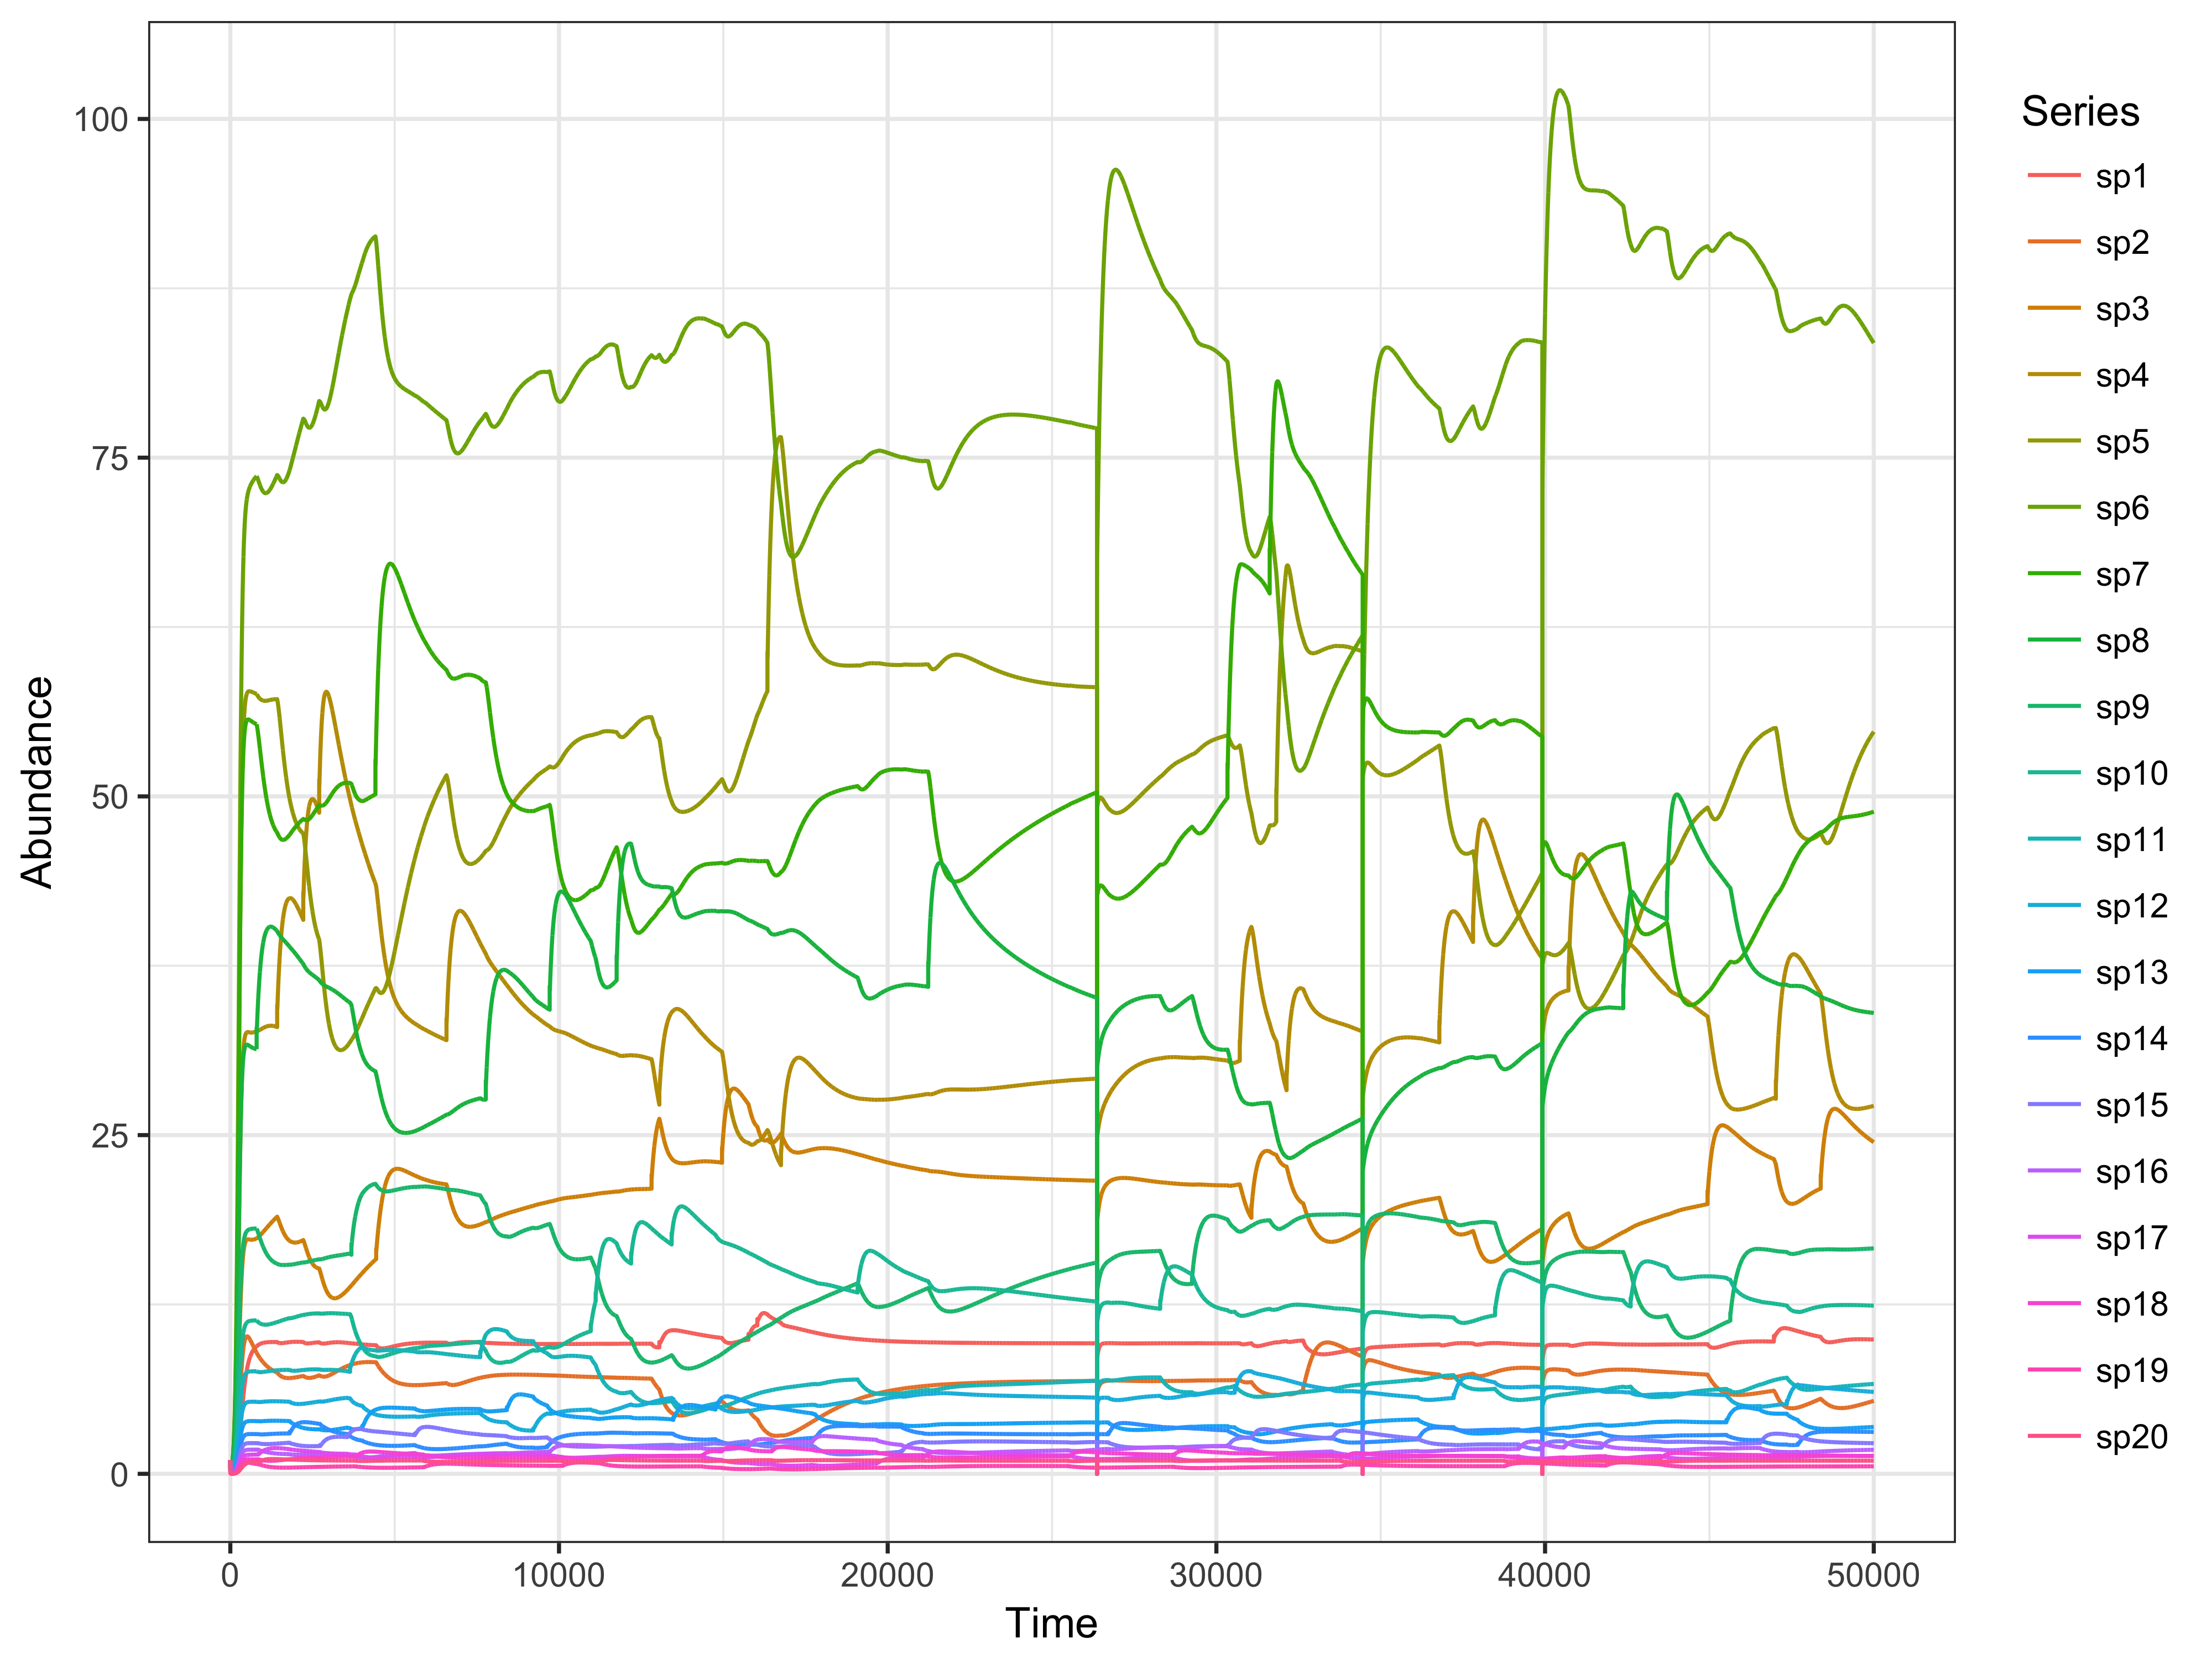 100
75
50
25
0
Abundance
0
10000
20000
30000
40000
50000
Time
Series
sp1
sp2
sp3
sp4
sp5
sp6
sp7
sp8
sp9
sp10
sp11
sp12
sp13
sp14
sp15
sp16
sp17
sp18
sp19
sp20